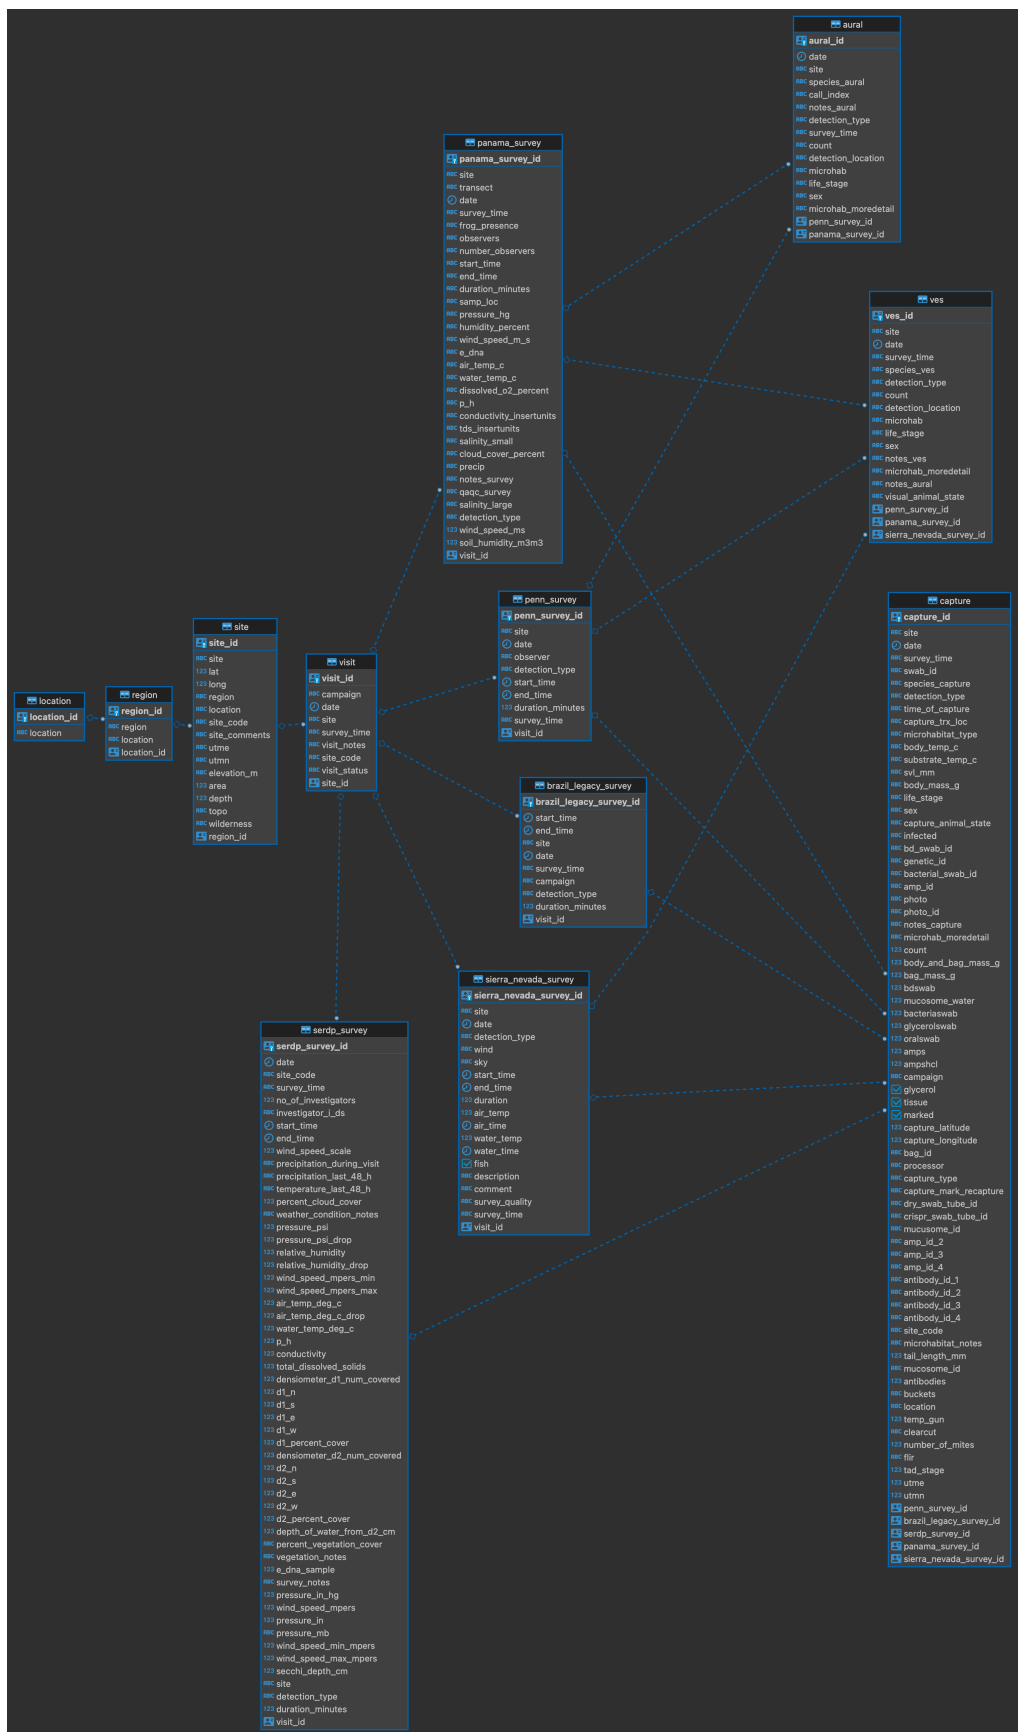 location
location_id
location
region
region_id
region
location
location_id
site
site_id
site
lat
long
region
location
site_code
site_comments
utme
utmn
elevation_m
area
depth
topo
wilderness
region_id
visit
visit_id
campaign
date
site
survey_time
visit_notes
site_code
visit_status
site_id
panama_survey
panama_survey_id
site
transect
date
survey_time
frog_presence
observers
number_observers
start_time
end_time
duration_minutes
samp_loc
pressure_hg
humidity_percent
wind_speed_m_s
e_dna
air_temp_c
water_temp_c
dissolved_o2_percent
p_h
conductivity_insertunits
tds_insertunits
salinity_small
cloud_cover_percent
precip
notes_survey
qaqc_survey
salinity_large
detection_type
wind_speed_ms
soil_humidity_m3m3
visit_id
penn_survey
penn_survey_id
site
date
observer
detection_type
start_time
end_time
duration_minutes
survey_time
visit_id
brazil_legacy_survey
brazil_legacy_survey_id
start_time
end_time
site
date
survey_time
campaign
detection_type
duration_minutes
visit_id
sierra_nevada_survey
sierra_nevada_survey_id
site
date
detection_type
wind
sky
start_time
end_time
duration
air_temp
air_time
water_temp
water_time
fish
description
comment
survey_quality
survey_time
visit_id
serdp_survey
serdp_survey_id
date
site_code
survey_time
no_of_investigators
investigator_i_ds
start_time
end_time
wind_speed_scale
precipitation_during_visit
precipitation_last_48_h
temperature_last_48_h
percent_cloud_cover
weather_condition_notes
pressure_psi
pressure_psi_drop
relative_humidity
relative_humidity_drop
wind_speed_mpers_min
wind_speed_mpers_max
air_temp_deg_c
air_temp_deg_c_drop
water_temp_deg_c
p_h
conductivity
total_dissolved_solids
densiometer_d1_num_covered
d1_n
d1_s
d1_e
d1_w
d1_percent_cover
densiometer_d2_num_covered
d2_n
d2_s
d2_e
d2_w
d2_percent_cover
depth_of_water_from_d2_cm
percent_vegetation_cover
vegetation_notes
e_dna_sample
survey_notes
pressure_in_hg
wind_speed_mpers
pressure_in
pressure_mb
wind_speed_min_mpers
wind_speed_max_mpers
secchi_depth_cm
site
detection_type
duration_minutes
visit_id
aural
aural_id
date
site
species_aural
call_index
notes_aural
detection_type
survey_time
count
detection_location
microhab
life_stage
sex
microhab_moredetail
penn_survey_id
panama_survey_id
ves
ves_id
site
date
survey_time
species_ves
detection_type
count
detection_location
microhab
life_stage
sex
notes_ves
microhab_moredetail
notes_aural
visual_animal_state
penn_survey_id
panama_survey_id
sierra_nevada_survey_id
capture
capture_id
site
date
survey_time
swab_id
species_capture
detection_type
time_of_capture
capture_trx_loc
microhabitat_type
body_temp_c
substrate_temp_c
svl_mm
body_mass_g
life_stage
sex
capture_animal_state
infected
bd_swab_id
genetic_id
bacterial_swab_id
amp_id
photo
photo_id
notes_capture
microhab_moredetail
count
body_and_bag_mass_g
bag_mass_g
bdswab
mucosome_water
bacteriaswab
glycerolswab
oralswab
amps
ampshcl
campaign
glycerol
tissue
marked
capture_latitude
capture_longitude
bag_id
processor
capture_type
capture_mark_recapture
dry_swab_tube_id
crispr_swab_tube_id
mucusome_id
amp_id_2
amp_id_3
amp_id_4
antibody_id_1
antibody_id_2
antibody_id_3
antibody_id_4
site_code
microhabitat_notes
tail_length_mm
mucosome_id
antibodies
buckets
location
temp_gun
clearcut
number_of_mites
flir
tad_stage
utme
utmn
penn_survey_id
brazil_legacy_survey_id
serdp_survey_id
panama_survey_id
sierra_nevada_survey_id